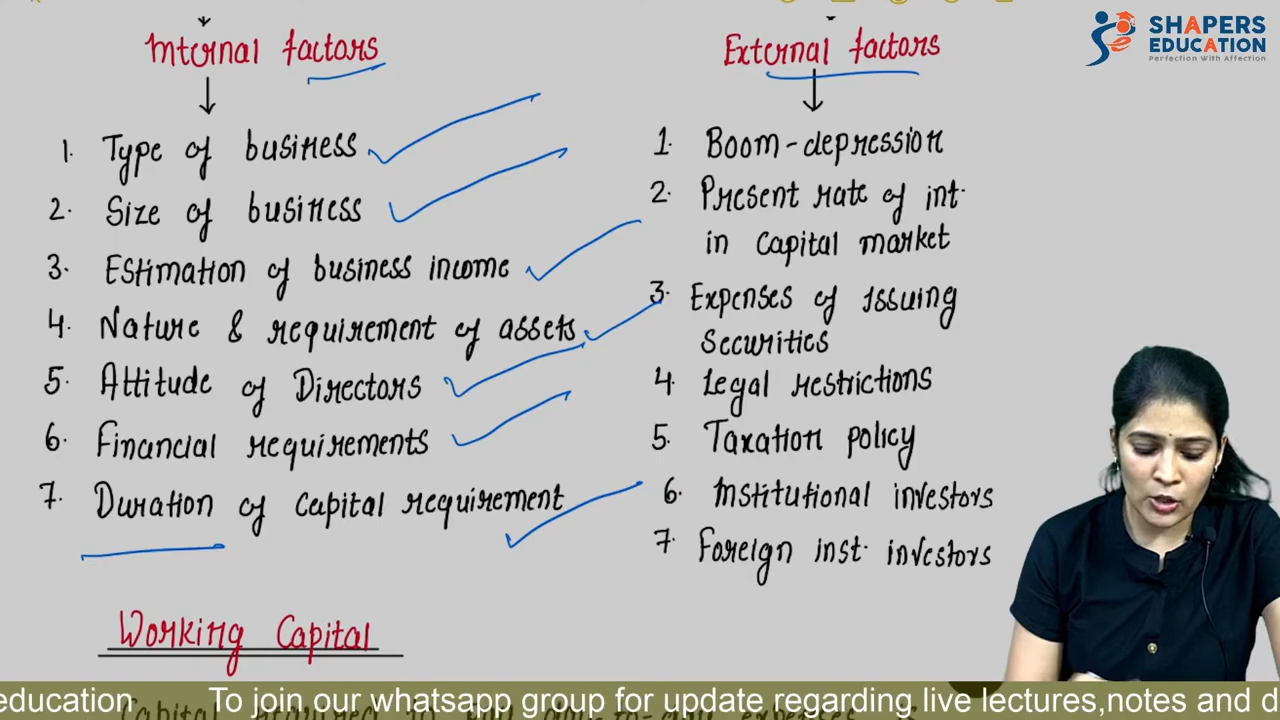 Internal factors
1. Type of business
2. Size of business
3. Estimation of business income
4. Nature & requirement of assets
5. Attitude of Directors
6. Financial requirements
7. Duration of capital requirement
External factors
1. Boom-depression
2. Present rate of int.
in capital market
3. Expenses of issuing
securities
4. Legal restrictions
5. Taxation policy
6. Institutional investors
7. Foreign inst. investors
Working Capital
SHAPERS
EDUCATION
Perfection With Affection
education To join our whatsapp group for update regarding live lectures,notes and d